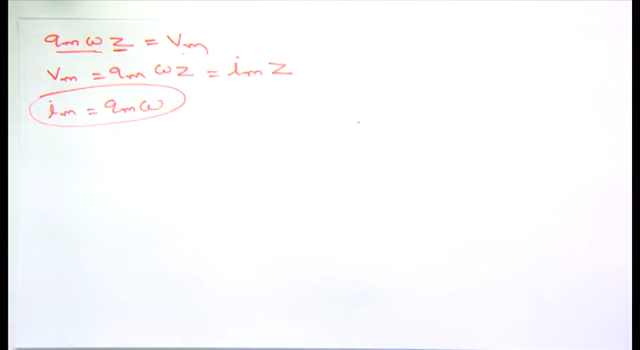 qm ω z = Vm
Vm = qm ω Z = im Z
im = qm ω